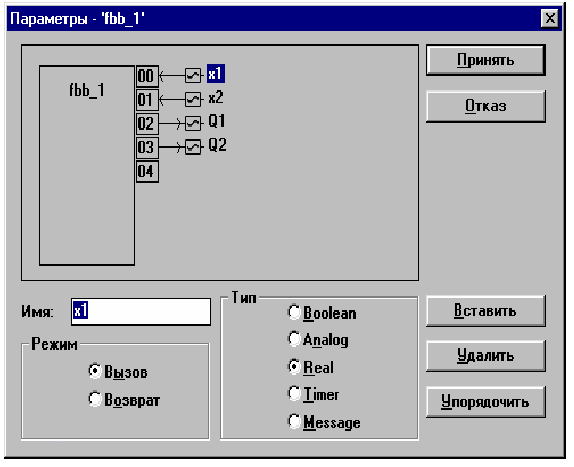 Параметры - 'fbb_1'
fbb_1
00 x1
01 x2
02 Q1
03 Q2
04
Принять
Отказ
Имя: x1
Режим
Вызов
Возврат
Тип
Boolean
Analog
Real
Timer
Message
Вставить
Удалить
Упорядочить